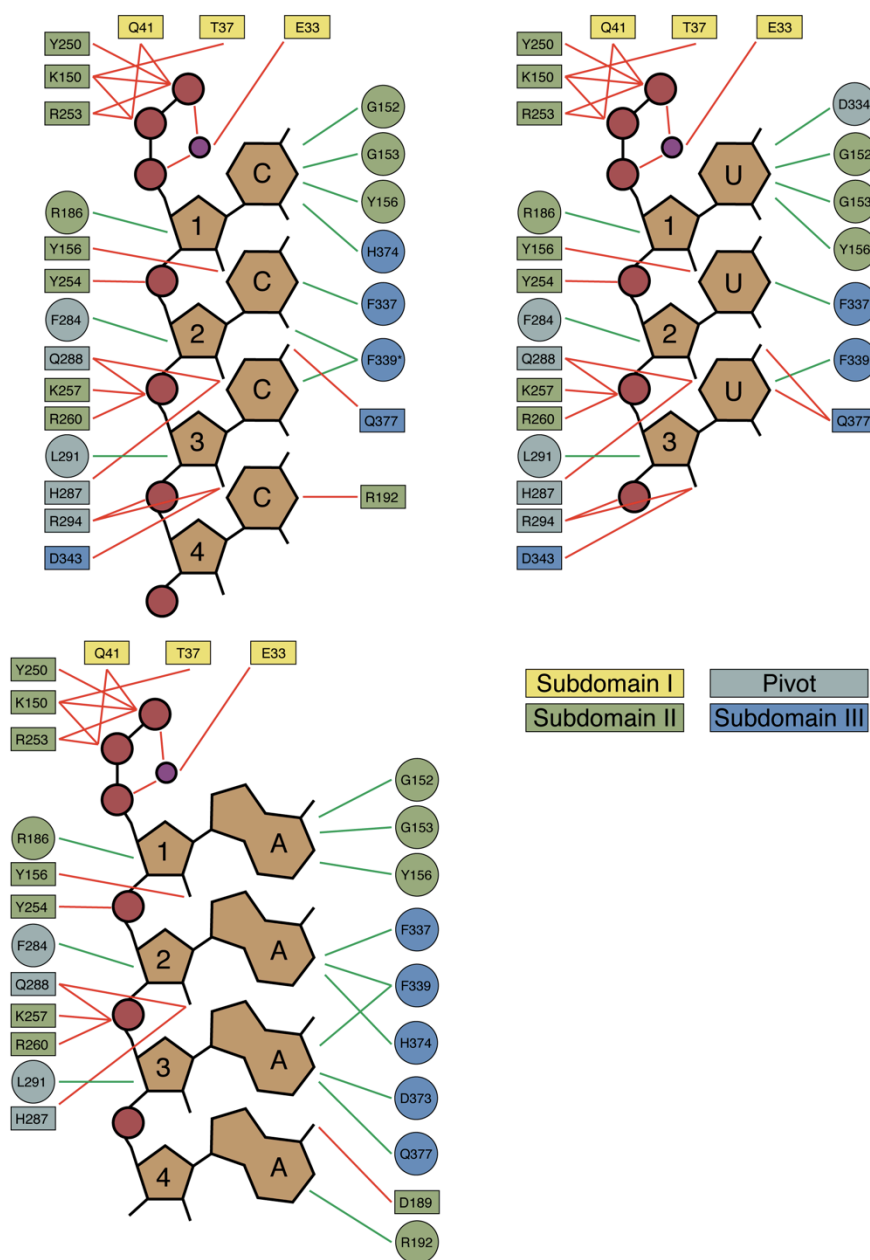 Q41 T37 E33
Y250
K150
R253
G152
G153
C
Y156
R186
1
H374
Y156
Y254
C
F337
F284
2
F339*
Q288
C
K257
Q377
R260
3
L291
H287
C
R192
R294
4
D343
Q41 T37 E33
Y250
K150
R253
D334
G152
U
G153
R186
1
Y156
Y156
Y254
U
F337
F284
2
F339
Q288
U
K257
Q377
R260
3
L291
H287
R294
D343
Q41 T37 E33
Y250
K150
R253
G152
G153
R186
1
A
Y156
Y156
Y254
F337
F284
2
A
Q288
F339
K257
R260
H374
L291
3
A
D373
H287
Q377
4
A
D189
R192
Subdomain I Pivot
Subdomain II Subdomain III